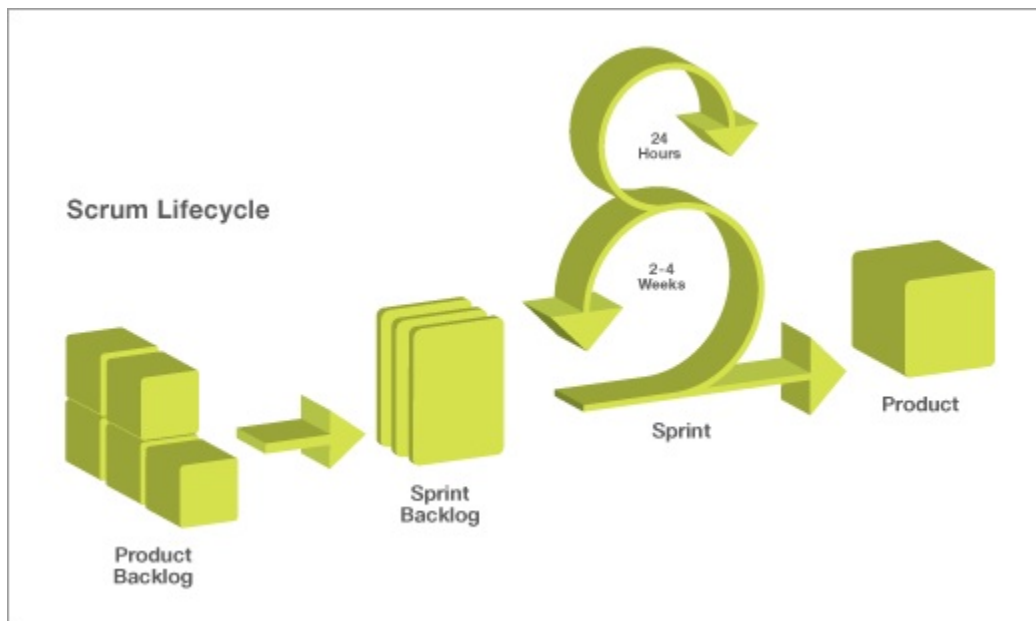 Scrum Lifecycle
24
Hours
2-4
Weeks
Product
Sprint
Sprint
Backlog
Product
Backlog